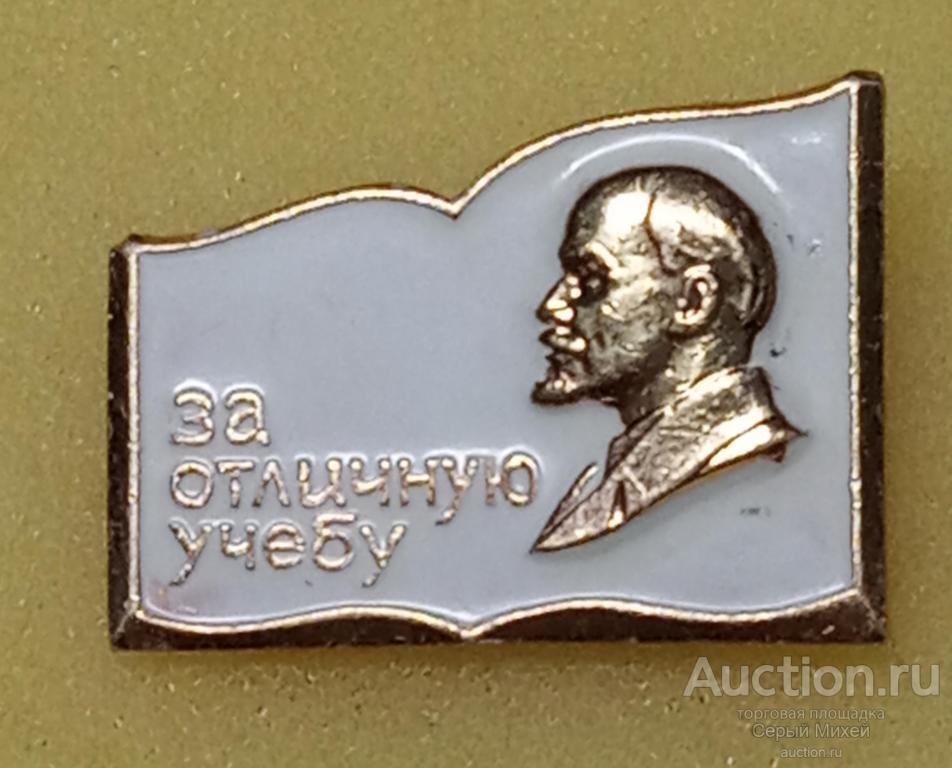 за
отличную
учебу
Auction.ru
торговая площадка
Серый Михей
auction.ru